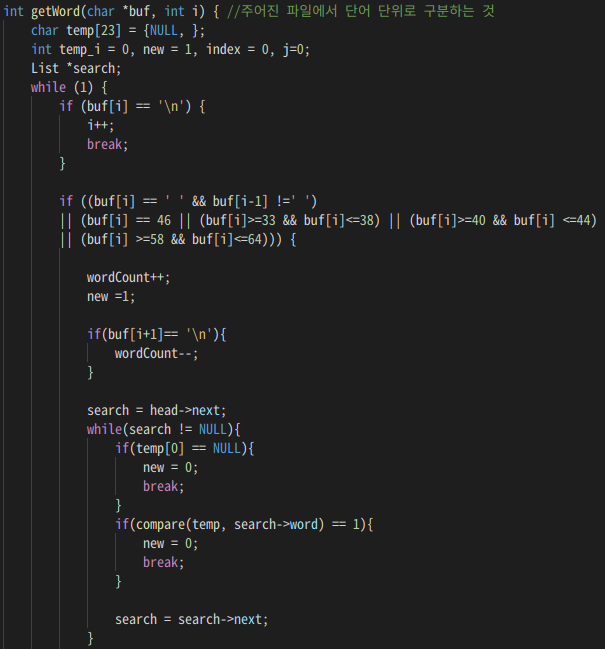 int getWord(char *buf, int i) { //주어진 파일에서 단어 단위로 구분하는 것
    char temp[23] = {NULL, };
    int temp_i = 0, new = 1, index = 0, j=0;
    List *search;
    while (1) {
        if (buf[i] == '\n') {
            i++;
            break;
        }

        if ((buf[i] == ' ' && buf[i-1] !=' ')
        || (buf[i] == 46 || (buf[i]>=33 && buf[i]<=38) || (buf[i]>=40 && buf[i] <=44)
        || (buf[i] >=58 && buf[i]<=64))) {

            wordCount++;
            new =1;

            if(buf[i+1]== '\n'){
                wordCount--;
            }

            search = head->next;
            while(search != NULL){
                if(temp[0] == NULL){
                    new = 0;
                    break;
                }
                if(compare(temp, search->word) == 1){
                    new = 0;
                    break;
                }

                search = search->next;
            }